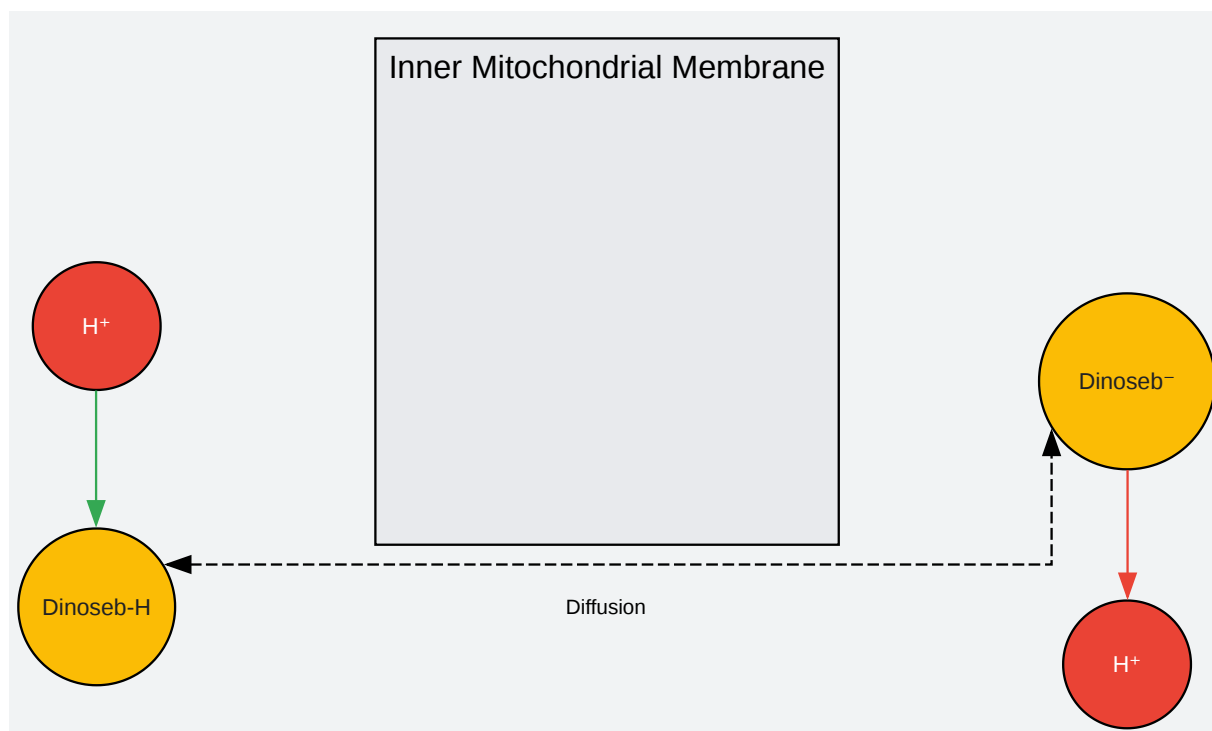 Inner Mitochondrial Membrane
H⁺
Dinoseb⁻
Dinoseb-H
Diffusion
H⁺